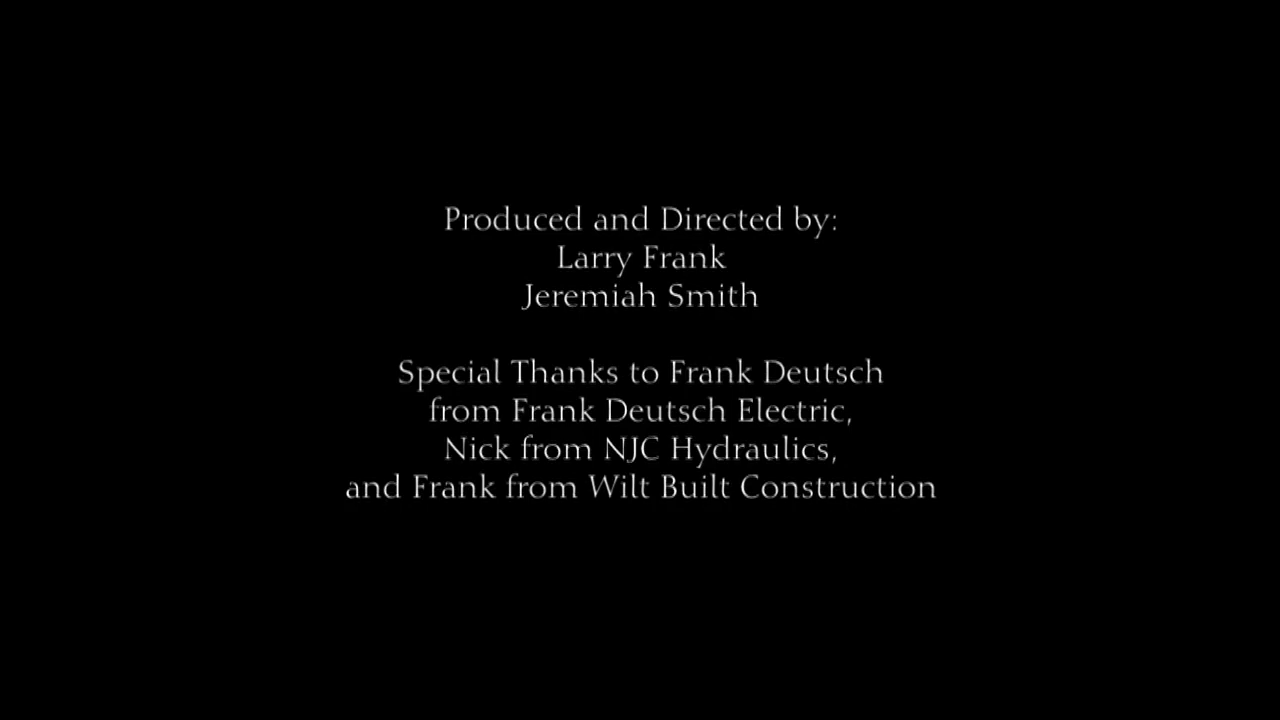 Produced and Directed by:
Larry Frank
Jeremiah Smith
Special Thanks to Frank Deutsch
from Frank Deutsch Electric,
Nick from NJC Hydraulics,
and Frank from Wilt Built Construction